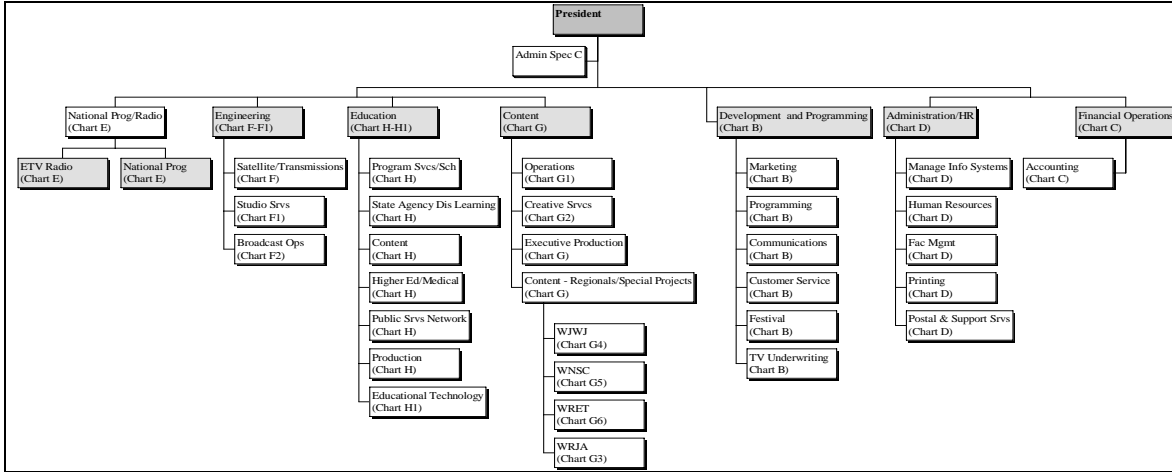 President
Admin Spec C
National Prog/Radio
(Chart E)
Engineering
(Chart F-F1)
Education
(Chart H-H1)
Content
(Chart G)
Development  and Programming
(Chart B)
Administration/HR
(Chart D)
Financial Operations
(Chart C)
ETV Radio
(Chart E)
National Prog
(Chart E)
Satellite/Transmissions
(Chart F)
Studio Srvs
(Chart F1)
Broadcast Ops
(Chart F2)
Program Svcs/Sch
(Chart H)
State Agency Dis Learning
(Chart H)
Content
(Chart H)
Higher Ed/Medical
(Chart H)
Public Srvs Network
(Chart H)
Production
(Chart H)
Educational Technology
(Chart H1)
Operations
(Chart G1)
Creative Srvcs
(Chart G2)
Executive Production
(Chart G)
Content - Regionals/Special Projects
(Chart G)
WJWJ
(Chart G4)
WNSC
(Chart G5)
WRET
(Chart G6)
WRJA
(Chart G3)
Marketing
(Chart B)
Programming
(Chart B)
Communications
(Chart B)
Customer Service
(Chart B)
Festival
(Chart B)
TV Underwriting
Chart B)
Manage Info Systems
(Chart D)
Human Resources
(Chart D)
Fac Mgmt
(Chart D)
Printing
(Chart D)
Postal & Support Srvs
(Chart D)
Accounting
(Chart C)